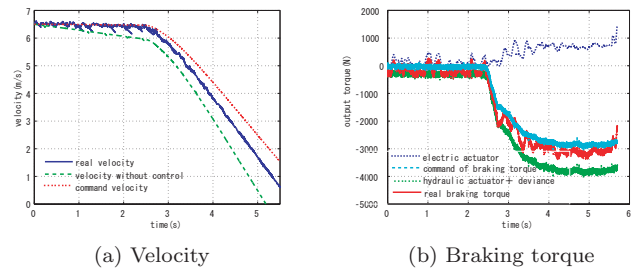 7
6
5
4
3
2
1
0
velocity(m/s)
real velocity
velocity without control
command velocity
0 1 2 3 4 5
time(s)
(a) Velocity
2000
1000
0
-1000
-2000
-3000
-4000
-5000
output torque(N)
electric actuator
command of braking torque
hydraulic actuator+ deviance
real braking torque
0 1 2 3 4 5 6
time(s)
(b) Braking torque